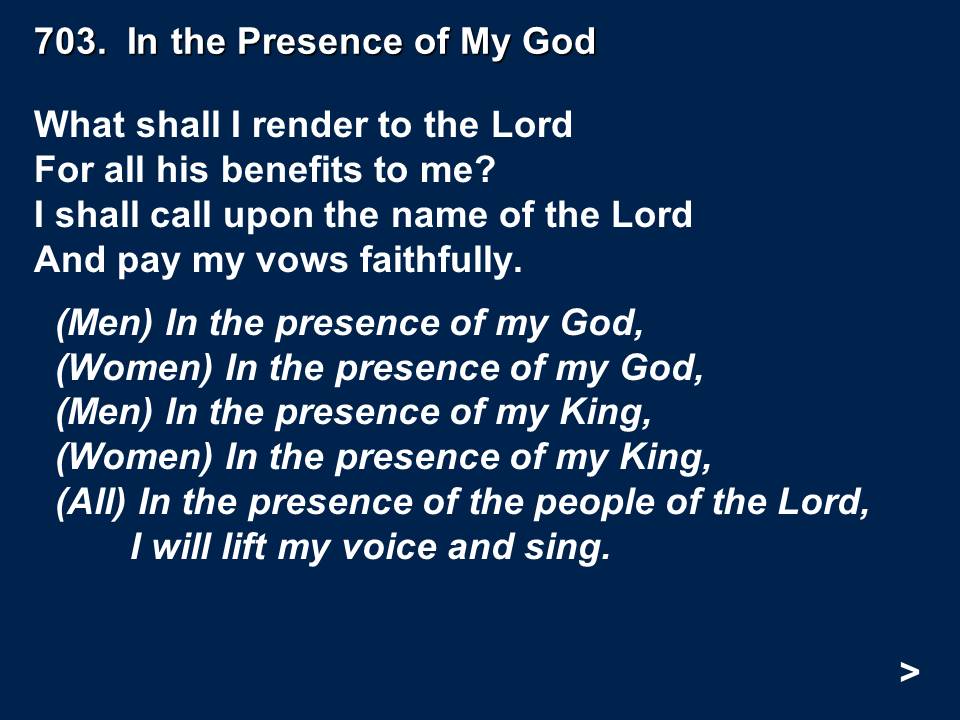 703.  In the Presence of My God
What shall I render to the Lord
For all his benefits to me?
I shall call upon the name of the Lord
And pay my vows faithfully.
(Men) In the presence of my God,
(Women) In the presence of my God,
(Men) In the presence of my King,
(Women) In the presence of my King,
(All) In the presence of the people of the Lord,
I will lift my voice and sing.
>